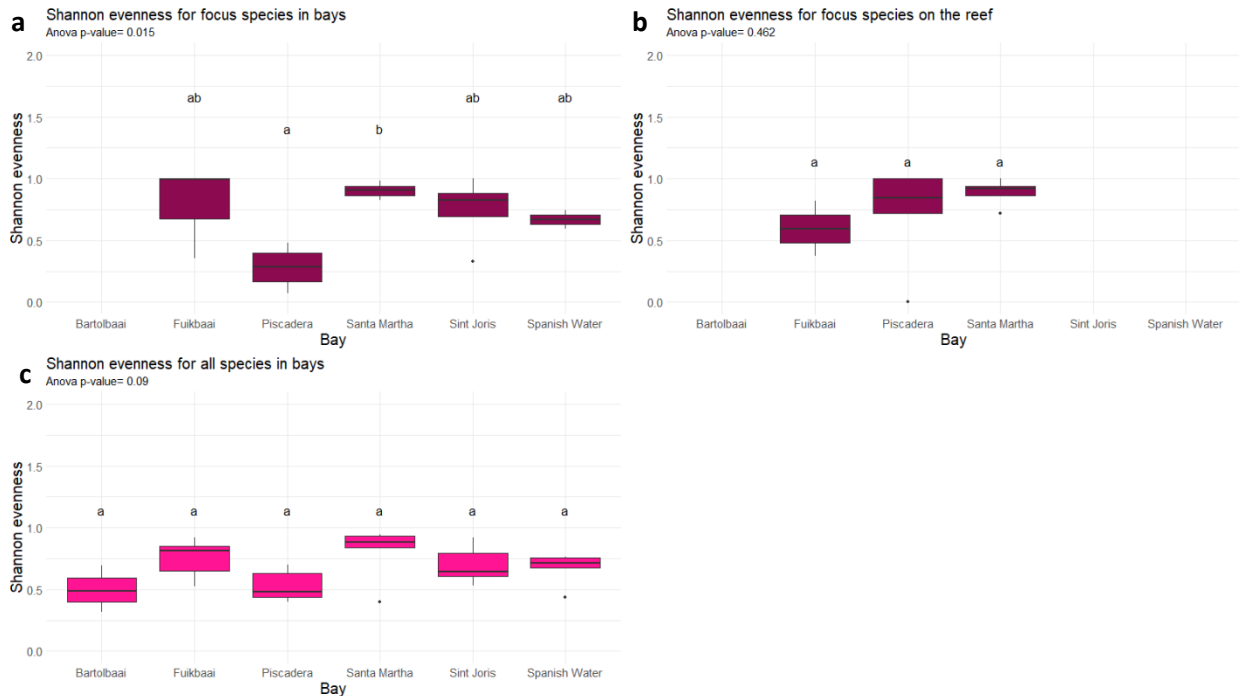 a
Shannon evenness for focus species in bays
Anova p-value= 0.015
2.0
1.5
1.0
0.5
0.0
Shannon evenness
ab
a
b
ab
ab
Bartolbaai Fuikbaai Piscadera Santa Martha Sint Joris Spanish Water
Bay
b
Shannon evenness for focus species on the reef
Anova p-value= 0.462
2.0
1.5
1.0
0.5
0.0
Shannon evenness
a a a
Bartolbaai Fuikbaai Piscadera Santa Martha Sint Joris Spanish Water
Bay
c
Shannon evenness for all species in bays
Anova p-value= 0.09
2.0
1.5
1.0
0.5
0.0
Shannon evenness
a a a a a a
Bartolbaai Fuikbaai Piscadera Santa Martha Sint Joris Spanish Water
Bay